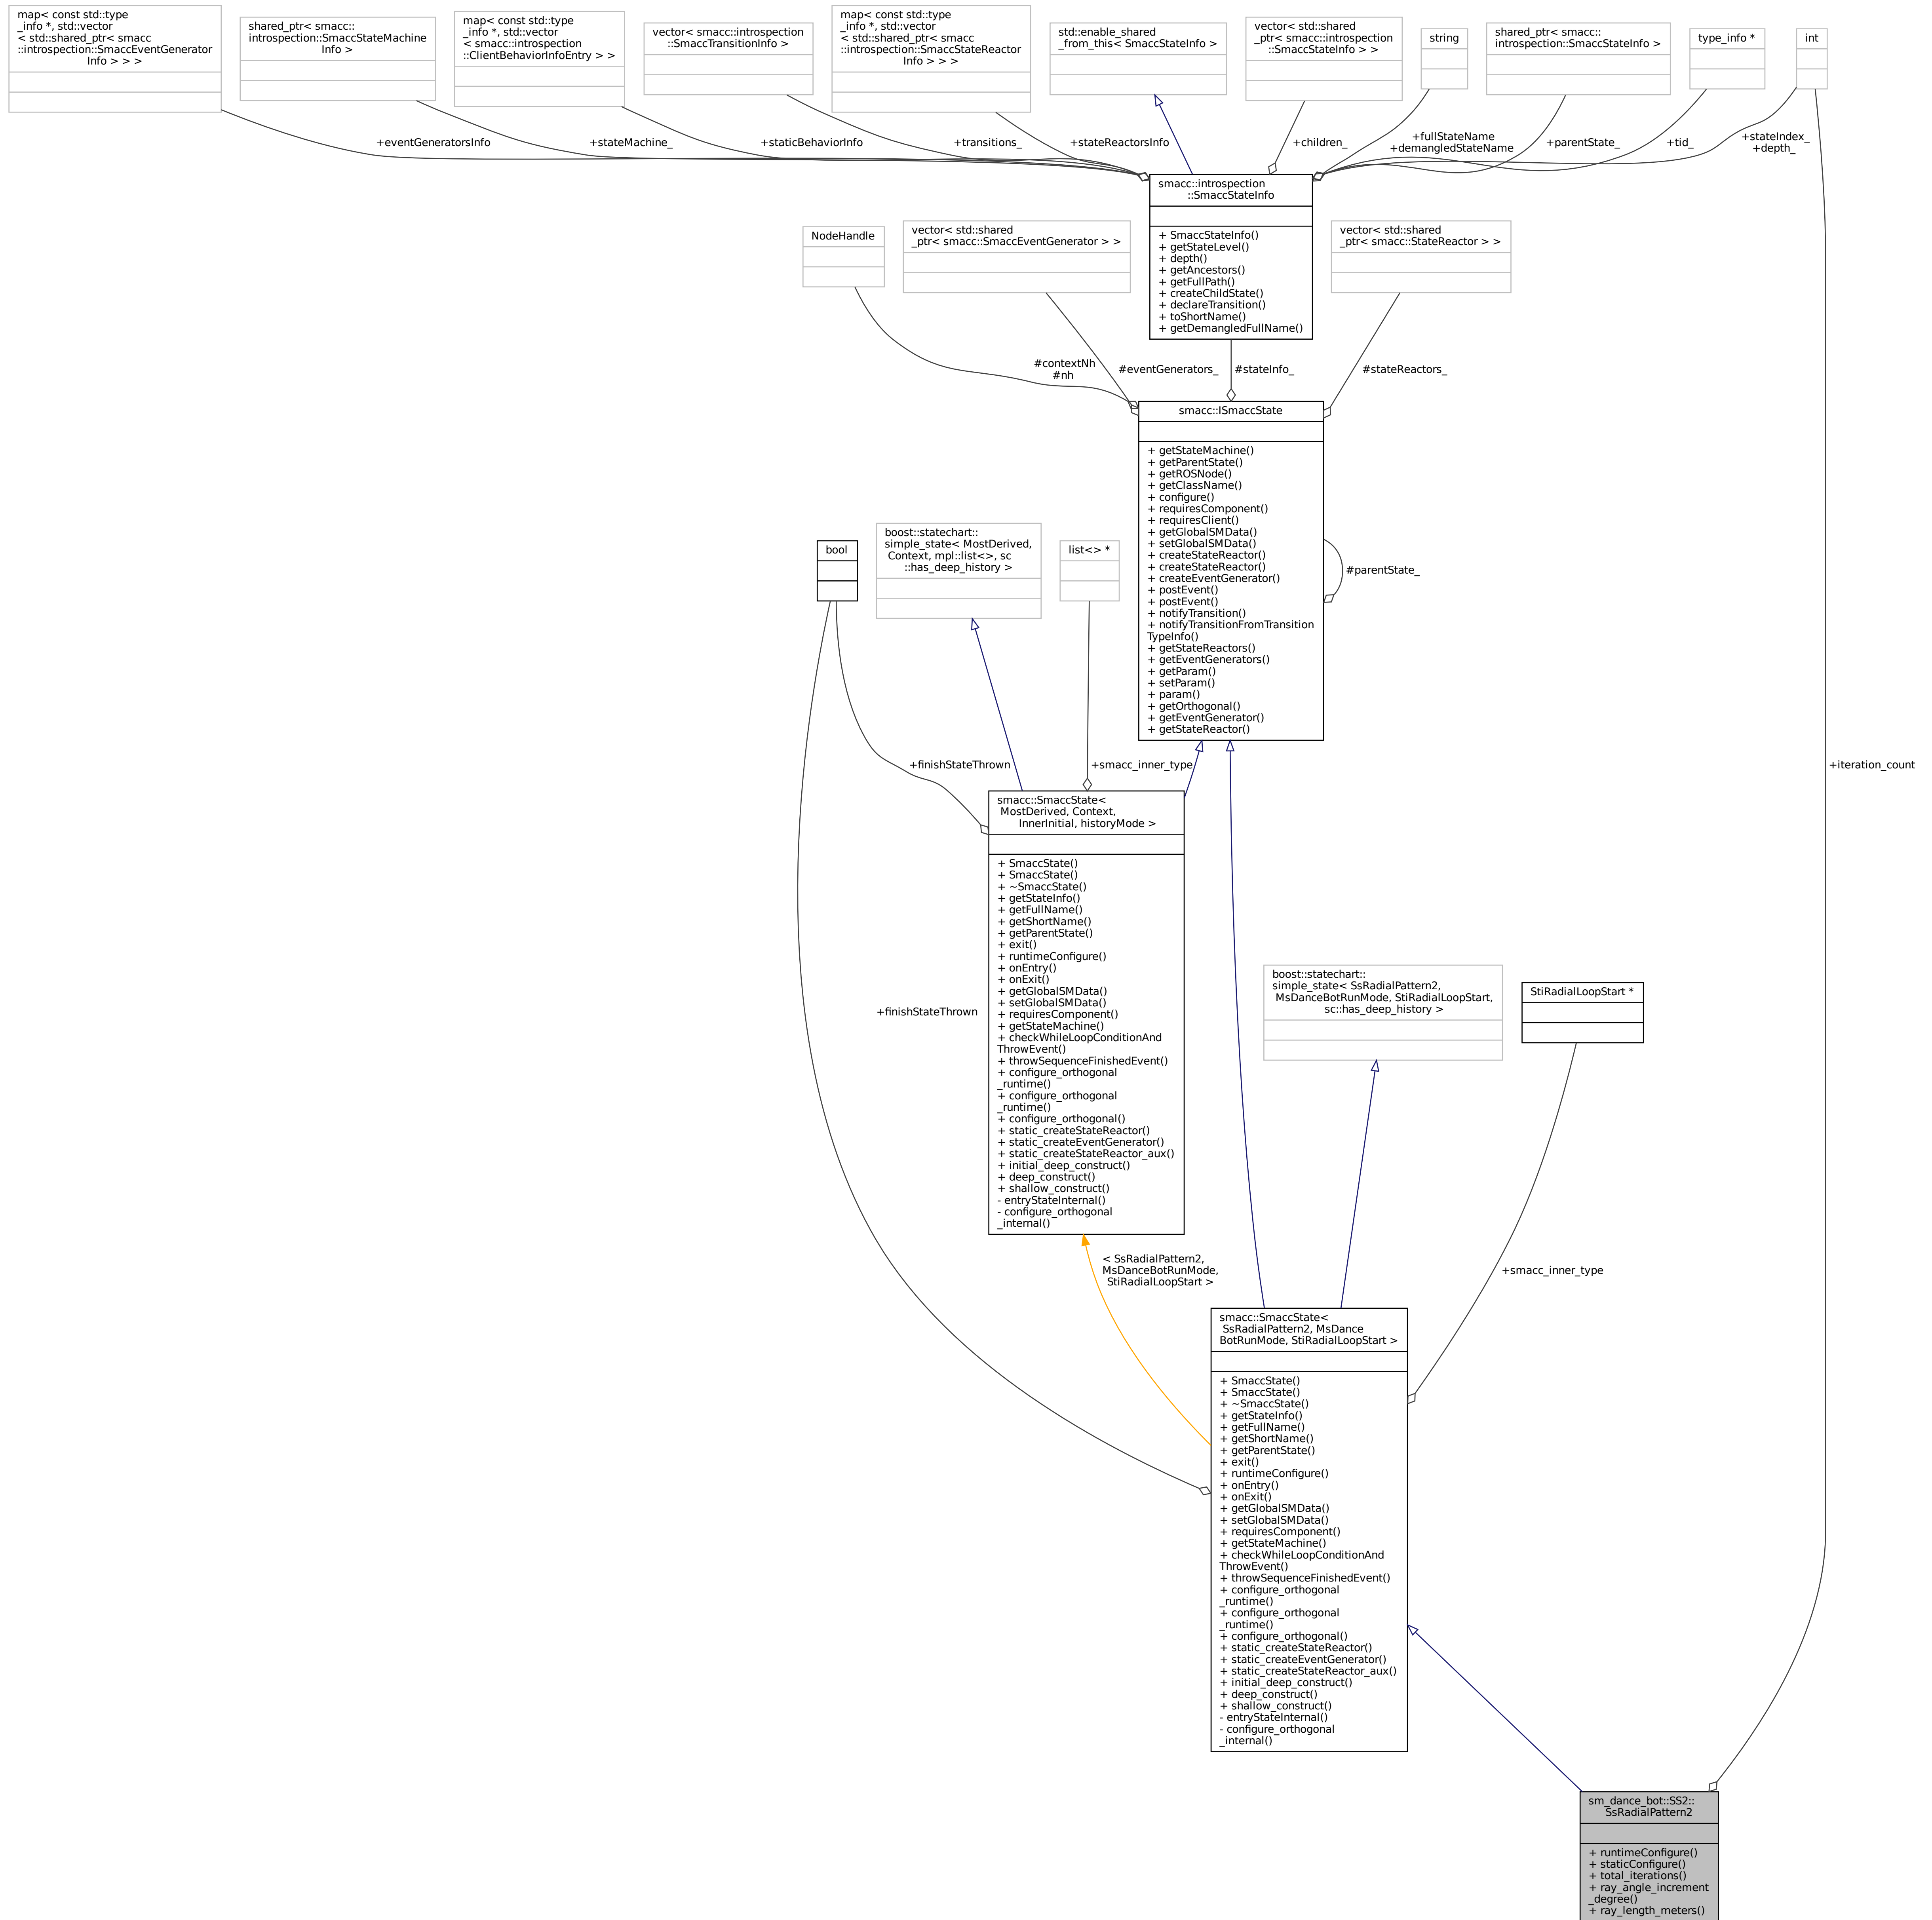 map< const std::type
_info *, std::vector
< std::shared_ptr< smacc
::introspection::SmaccEventGenerator
Info > > >
shared_ptr< smacc::
introspection::SmaccStateMachine
Info >
map< const std::type
_info *, std::vector
< smacc::introspection
::ClientBehaviorInfoEntry > >
vector< smacc::introspection
::SmaccTransitionInfo >
map< const std::type
_info *, std::vector
< std::shared_ptr< smacc
::introspection::SmaccStateReactor
Info > > >
std::enable_shared
_from_this< SmaccStateInfo >
vector< std::shared
_ptr< smacc::introspection
::SmaccStateInfo > >
string
shared_ptr< smacc::
introspection::SmaccStateInfo >
type_info *
int
+eventGeneratorsInfo
+stateMachine_
+staticBehaviorInfo
+transitions_
+stateReactorsInfo
+children_
+fullStateName
+demangledStateName
+parentState_
+tid_
+stateIndex_
+depth_
smacc::introspection
::SmaccStateInfo
+ SmaccStateInfo()
+ getStateLevel()
+ depth()
+ getAncestors()
+ getFullPath()
+ createChildState()
+ declareTransition()
+ toShortName()
+ getDemangledFullName()
NodeHandle
vector< std::shared
_ptr< smacc::SmaccEventGenerator > >
vector< std::shared
_ptr< smacc::StateReactor > >
#contextNh
#nh
#eventGenerators_
#stateInfo_
#stateReactors_
smacc::ISmaccState
+ getStateMachine()
+ getParentState()
+ getROSNode()
+ getClassName()
+ configure()
+ requiresComponent()
+ requiresClient()
+ getGlobalSMData()
+ setGlobalSMData()
+ createStateReactor()
+ createStateReactor()
+ createEventGenerator()
+ postEvent()
+ postEvent()
+ notifyTransition()
+ notifyTransitionFromTransition
TypeInfo()
+ getStateReactors()
+ getEventGenerators()
+ getParam()
+ setParam()
+ param()
+ getOrthogonal()
+ getEventGenerator()
+ getStateReactor()
#parentState_
bool
boost::statechart::
simple_state< MostDerived,
Context, mpl::list<>, sc
::has_deep_history >
list<> *
+finishStateThrown
+smacc_inner_type
+iteration_count
smacc::SmaccState<
MostDerived, Context,
InnerInitial, historyMode >
+ SmaccState()
+ SmaccState()
+ ~SmaccState()
+ getStateInfo()
+ getFullName()
+ getShortName()
+ getParentState()
+ exit()
+ runtimeConfigure()
+ onEntry()
+ onExit()
+ getGlobalSMData()
+ setGlobalSMData()
+ requiresComponent()
+ getStateMachine()
+ checkWhileLoopConditionAnd
ThrowEvent()
+ throwSequenceFinishedEvent()
+ configure_orthogonal
_runtime()
+ configure_orthogonal
_runtime()
+ configure_orthogonal()
+ static_createStateReactor()
+ static_createEventGenerator()
+ static_createStateReactor_aux()
+ initial_deep_construct()
+ deep_construct()
+ shallow_construct()
- entryStateInternal()
- configure_orthogonal
_internal()
+finishStateThrown
boost::statechart::
simple_state< SsRadialPattern2,
MsDanceBotRunMode, StiRadialLoopStart,
sc::has_deep_history >
StiRadialLoopStart *
< SsRadialPattern2,
MsDanceBotRunMode,
StiRadialLoopStart >
+smacc_inner_type
smacc::SmaccState<
SsRadialPattern2, MsDance
BotRunMode, StiRadialLoopStart >
+ SmaccState()
+ SmaccState()
+ ~SmaccState()
+ getStateInfo()
+ getFullName()
+ getShortName()
+ getParentState()
+ exit()
+ runtimeConfigure()
+ onEntry()
+ onExit()
+ getGlobalSMData()
+ setGlobalSMData()
+ requiresComponent()
+ getStateMachine()
+ checkWhileLoopConditionAnd
ThrowEvent()
+ throwSequenceFinishedEvent()
+ configure_orthogonal
_runtime()
+ configure_orthogonal
_runtime()
+ configure_orthogonal()
+ static_createStateReactor()
+ static_createEventGenerator()
+ static_createStateReactor_aux()
+ initial_deep_construct()
+ deep_construct()
+ shallow_construct()
- entryStateInternal()
- configure_orthogonal
_internal()
sm_dance_bot::SS2::
SsRadialPattern2
+ runtimeConfigure()
+ staticConfigure()
+ total_iterations()
+ ray_angle_increment
_degree()
+ ray_length_meters()